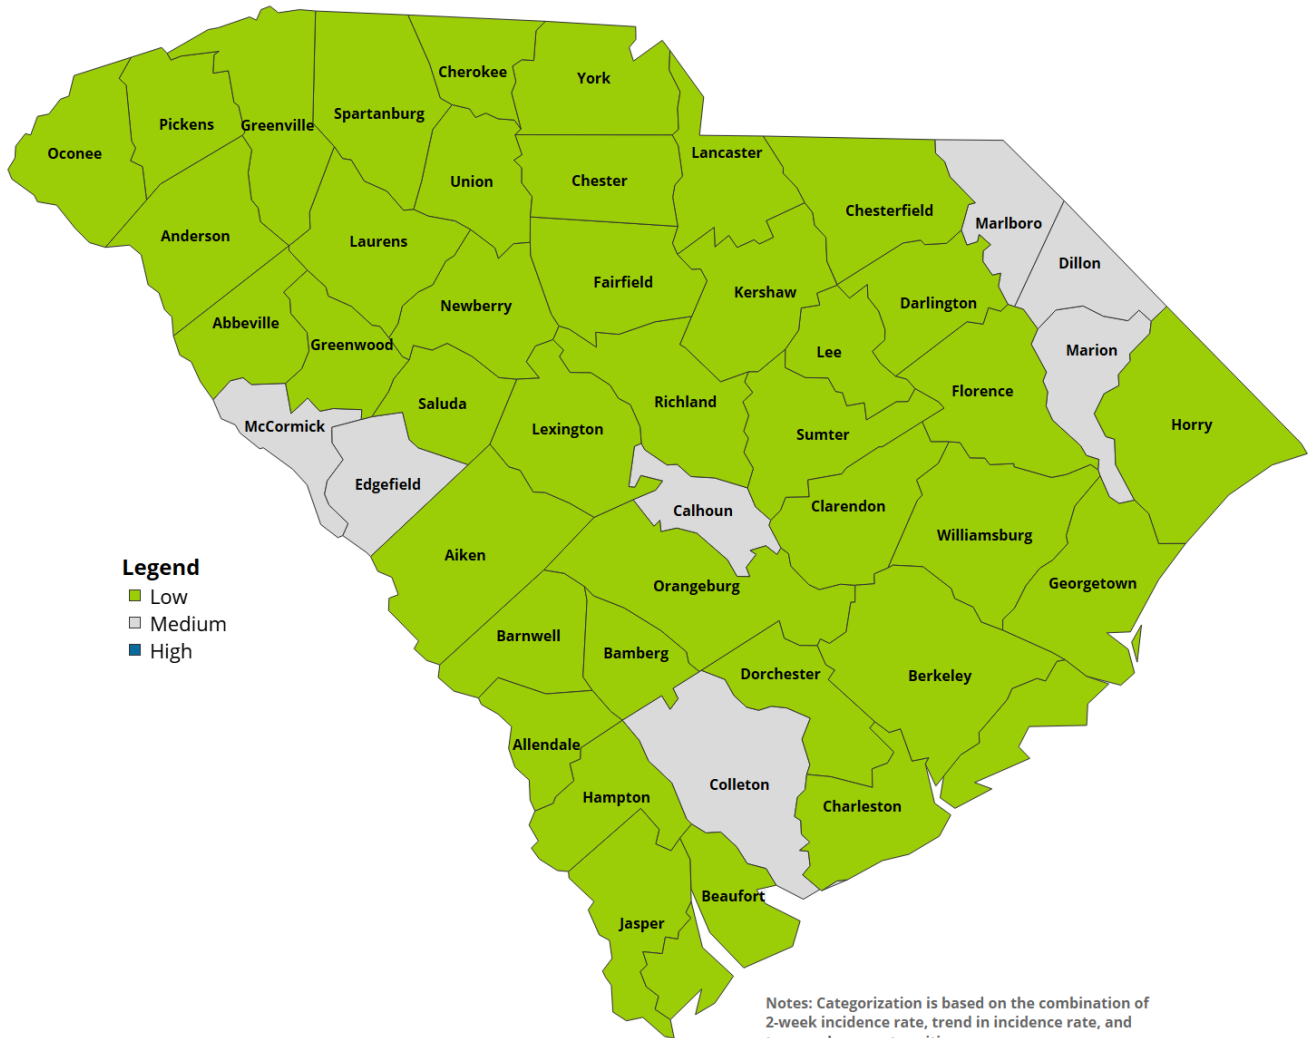 Cherokee
York
Spartanburg
Pickens
Greenville
Oconee
Lancaster
Union
Chester
Chesterfield
Marlboro
Anderson
Laurens
Dillon
Fairfield
Kershaw
Darlington
Newberry
Abbeville
Greenwood
Lee
Marion
Florence
Saluda
Richland
McCormick
Lexington
Sumter
Horry
Edgefield
Calhoun
Clarendon
Williamsburg
Aiken
Legend
Low
Medium
High
Orangeburg
Georgetown
Barnwell
Bamberg
Dorchester
Berkeley
Allendale
Colleton
Hampton
Charleston
Beaufort
Jasper
Notes: Categorization is based on the combination of
2-week incidence rate, trend in incidence rate, and